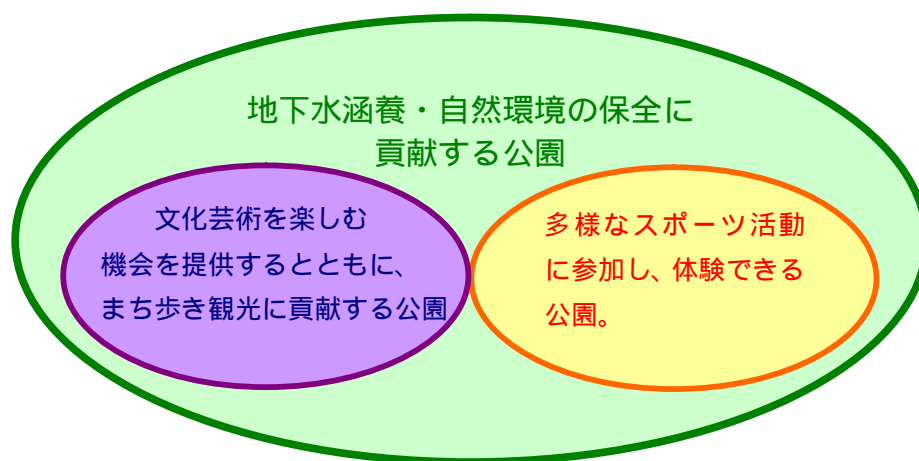 地下水涵養・自然環境の保全に
貢献する公園
文化芸術を楽しむ
機会を提供するとともに、
まち歩き観光に貢献する公園
多様なスポーツ活動
に参加し、体験できる
公園。